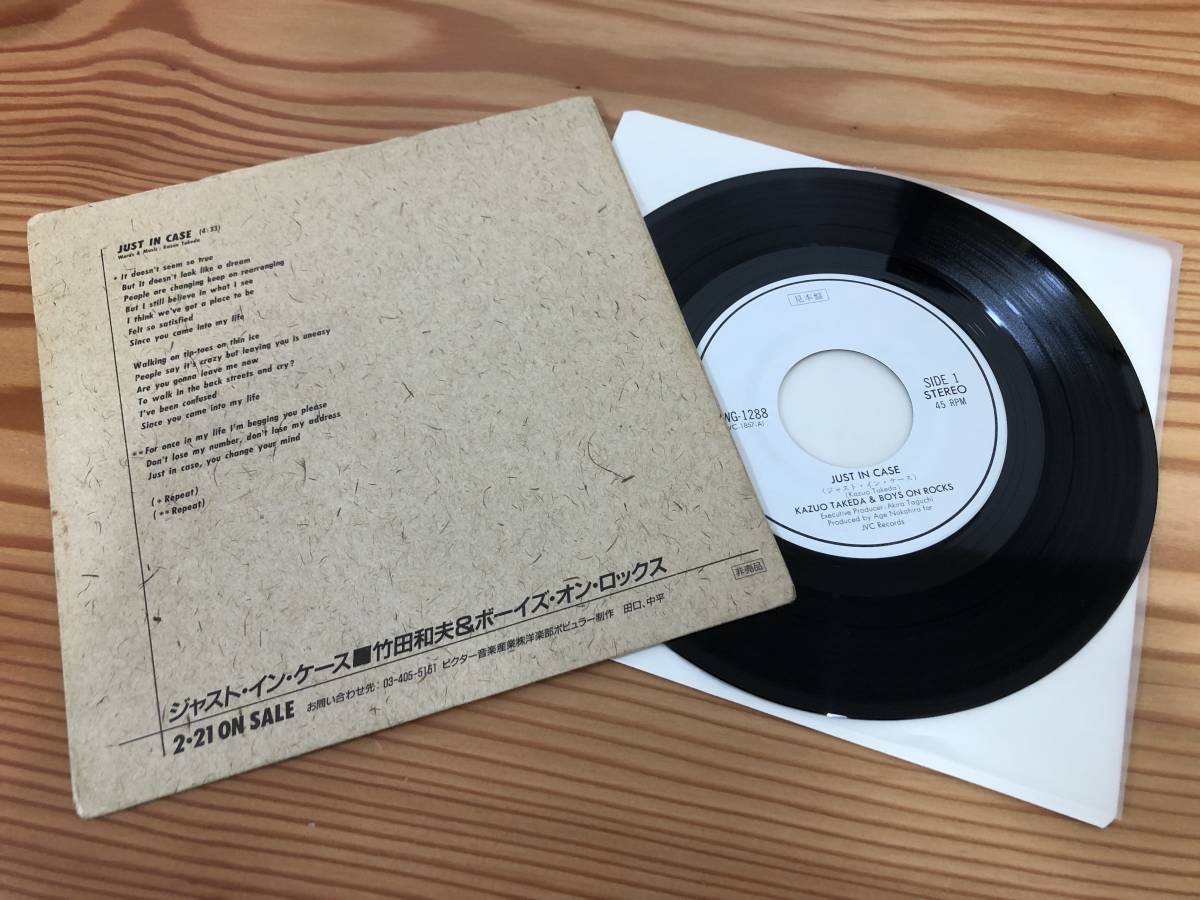 JUST IN CASE (4:33)
Words & Music : Kazuo Takeda
* It doesn't seem so true
But it doesn't look like a dream
People are changing keep on rearranging
But I still believe in what I see
I think we've got a place to be
Felt so satisfied
Since you came into my life
Walking on tip-toes on thin ice
People say it's crazy but leaving you is uneasy
Are you gonna leave me now
To walk in the back streets and cry?
I've been confused
Since you came into my life
** For once in my life I'm begging you please
Don't lose my number, don't lose my address
Just in case, you change your mind
(* Repeat)
(** Repeat)
ジャスト・イン・ケース■竹田和夫&ボーイズ・オン・ロックス
非売品
2・21 ON SALE お問い合わせ先:03-405-5151 ビクター音楽産業株洋楽部ポピュラー制作 田口、中平
見本盤
SIDE 1
STEREO
45 RPM
WG-1288
VC-1857-A)
JUST IN CASE
(ジャスト・イン・ケース)
(Kazuo Takeda)
KAZUO TAKEDA & BOYS ON ROCKS
Executive Producer: Akira Taguchi
Produced by Age Nakahira for
JVC Records